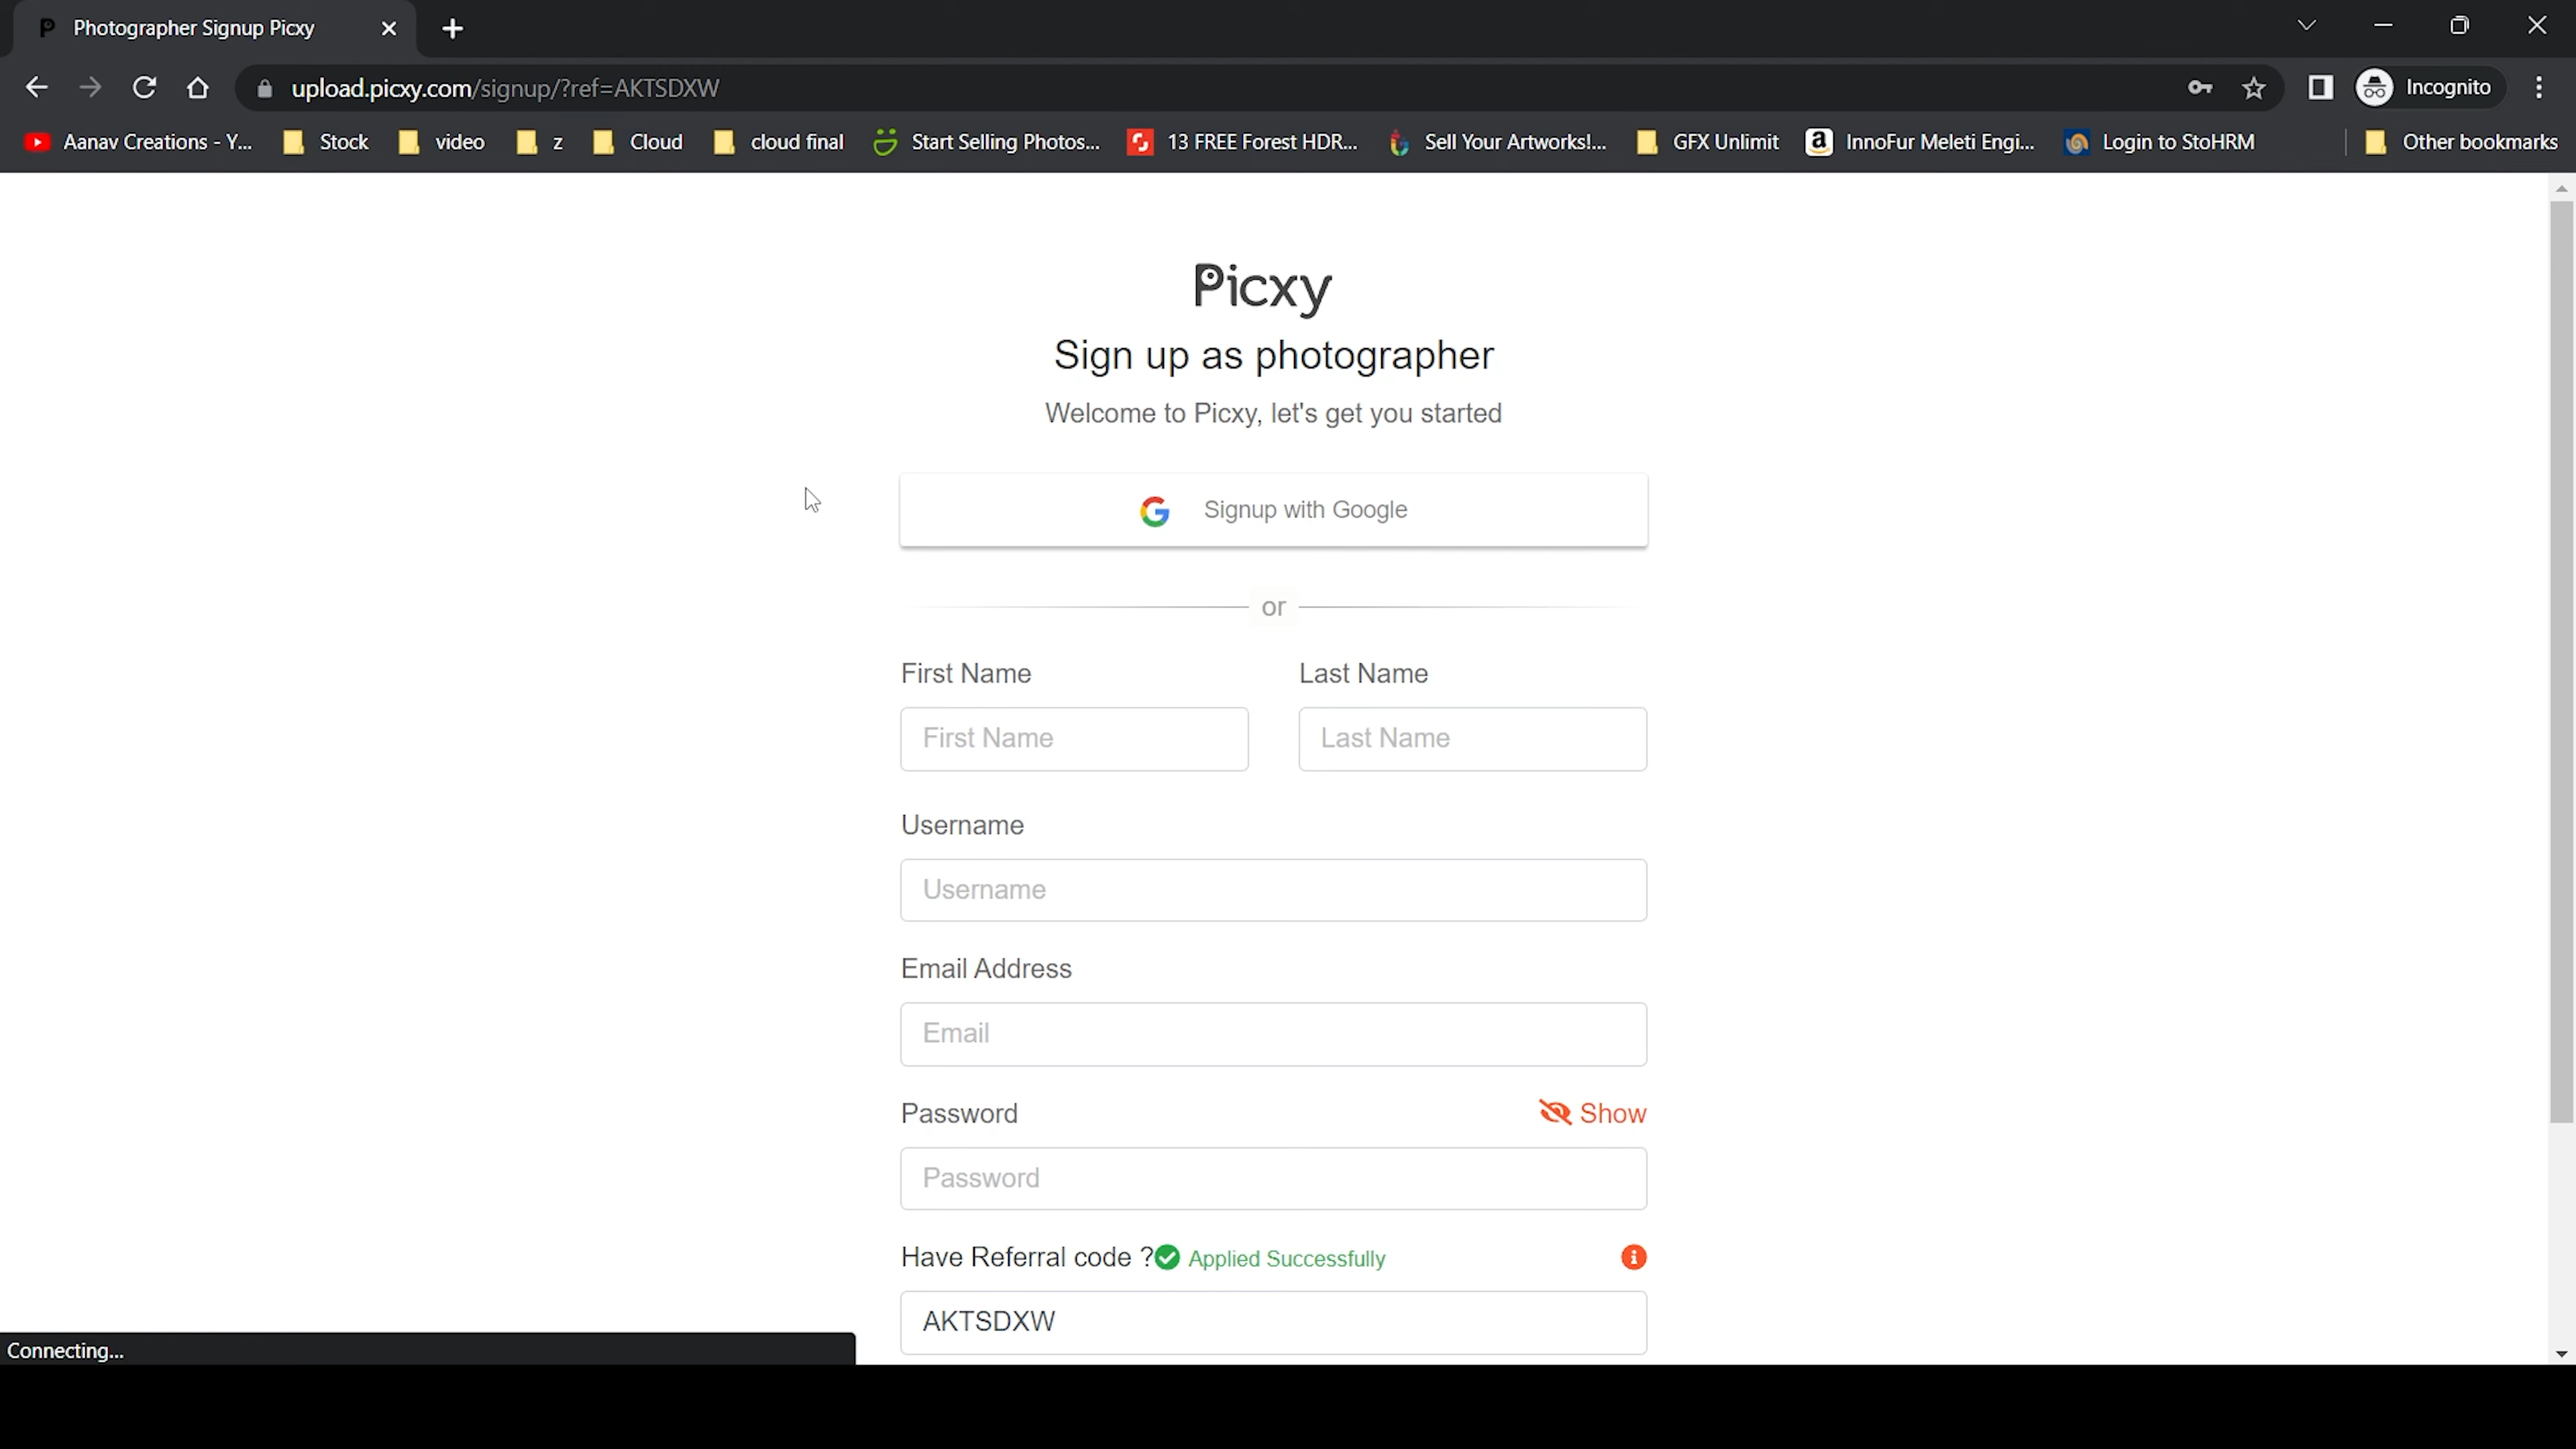 Photographer Signup Picxy
upload.picxy.com/signup/?ref=AKTSDXW
Incognito
Aanav Creations - Y... Stock video z Cloud cloud final Start Selling Photos... 13 FREE Forest HDR... Sell Your Artworks!... GFX Unlimit InnoFur Meleti Engi... Login to StoHRM Other bookmarks
Picxy
Sign up as photographer
Welcome to Picxy, let's get you started
Signup with Google
or
First Name Last Name
First Name Last Name
Username
Username
Email Address
Email
Password Show
Password
Have Referral code ? Applied Successfully
AKTSDXW
Connecting...